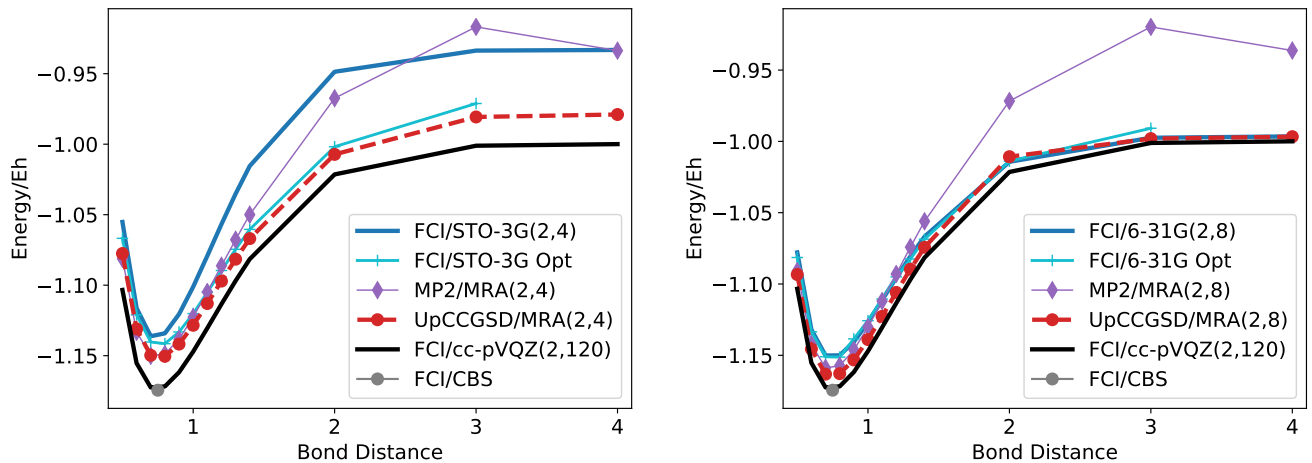 −0.95
−1.00
−1.05
−1.10
−1.15
Energy/Eh
1
2
3
4
Bond Distance
FCI/STO-3G(2,4)
FCI/STO-3G Opt
MP2/MRA(2,4)
UpCCGSD/MRA(2,4)
FCI/cc-pVQZ(2,120)
FCI/CBS
−0.95
−1.00
−1.05
−1.10
−1.15
Energy/Eh
1
2
3
4
Bond Distance
FCI/6-31G(2,8)
FCI/6-31G Opt
MP2/MRA(2,8)
UpCCGSD/MRA(2,8)
FCI/cc-pVQZ(2,120)
FCI/CBS